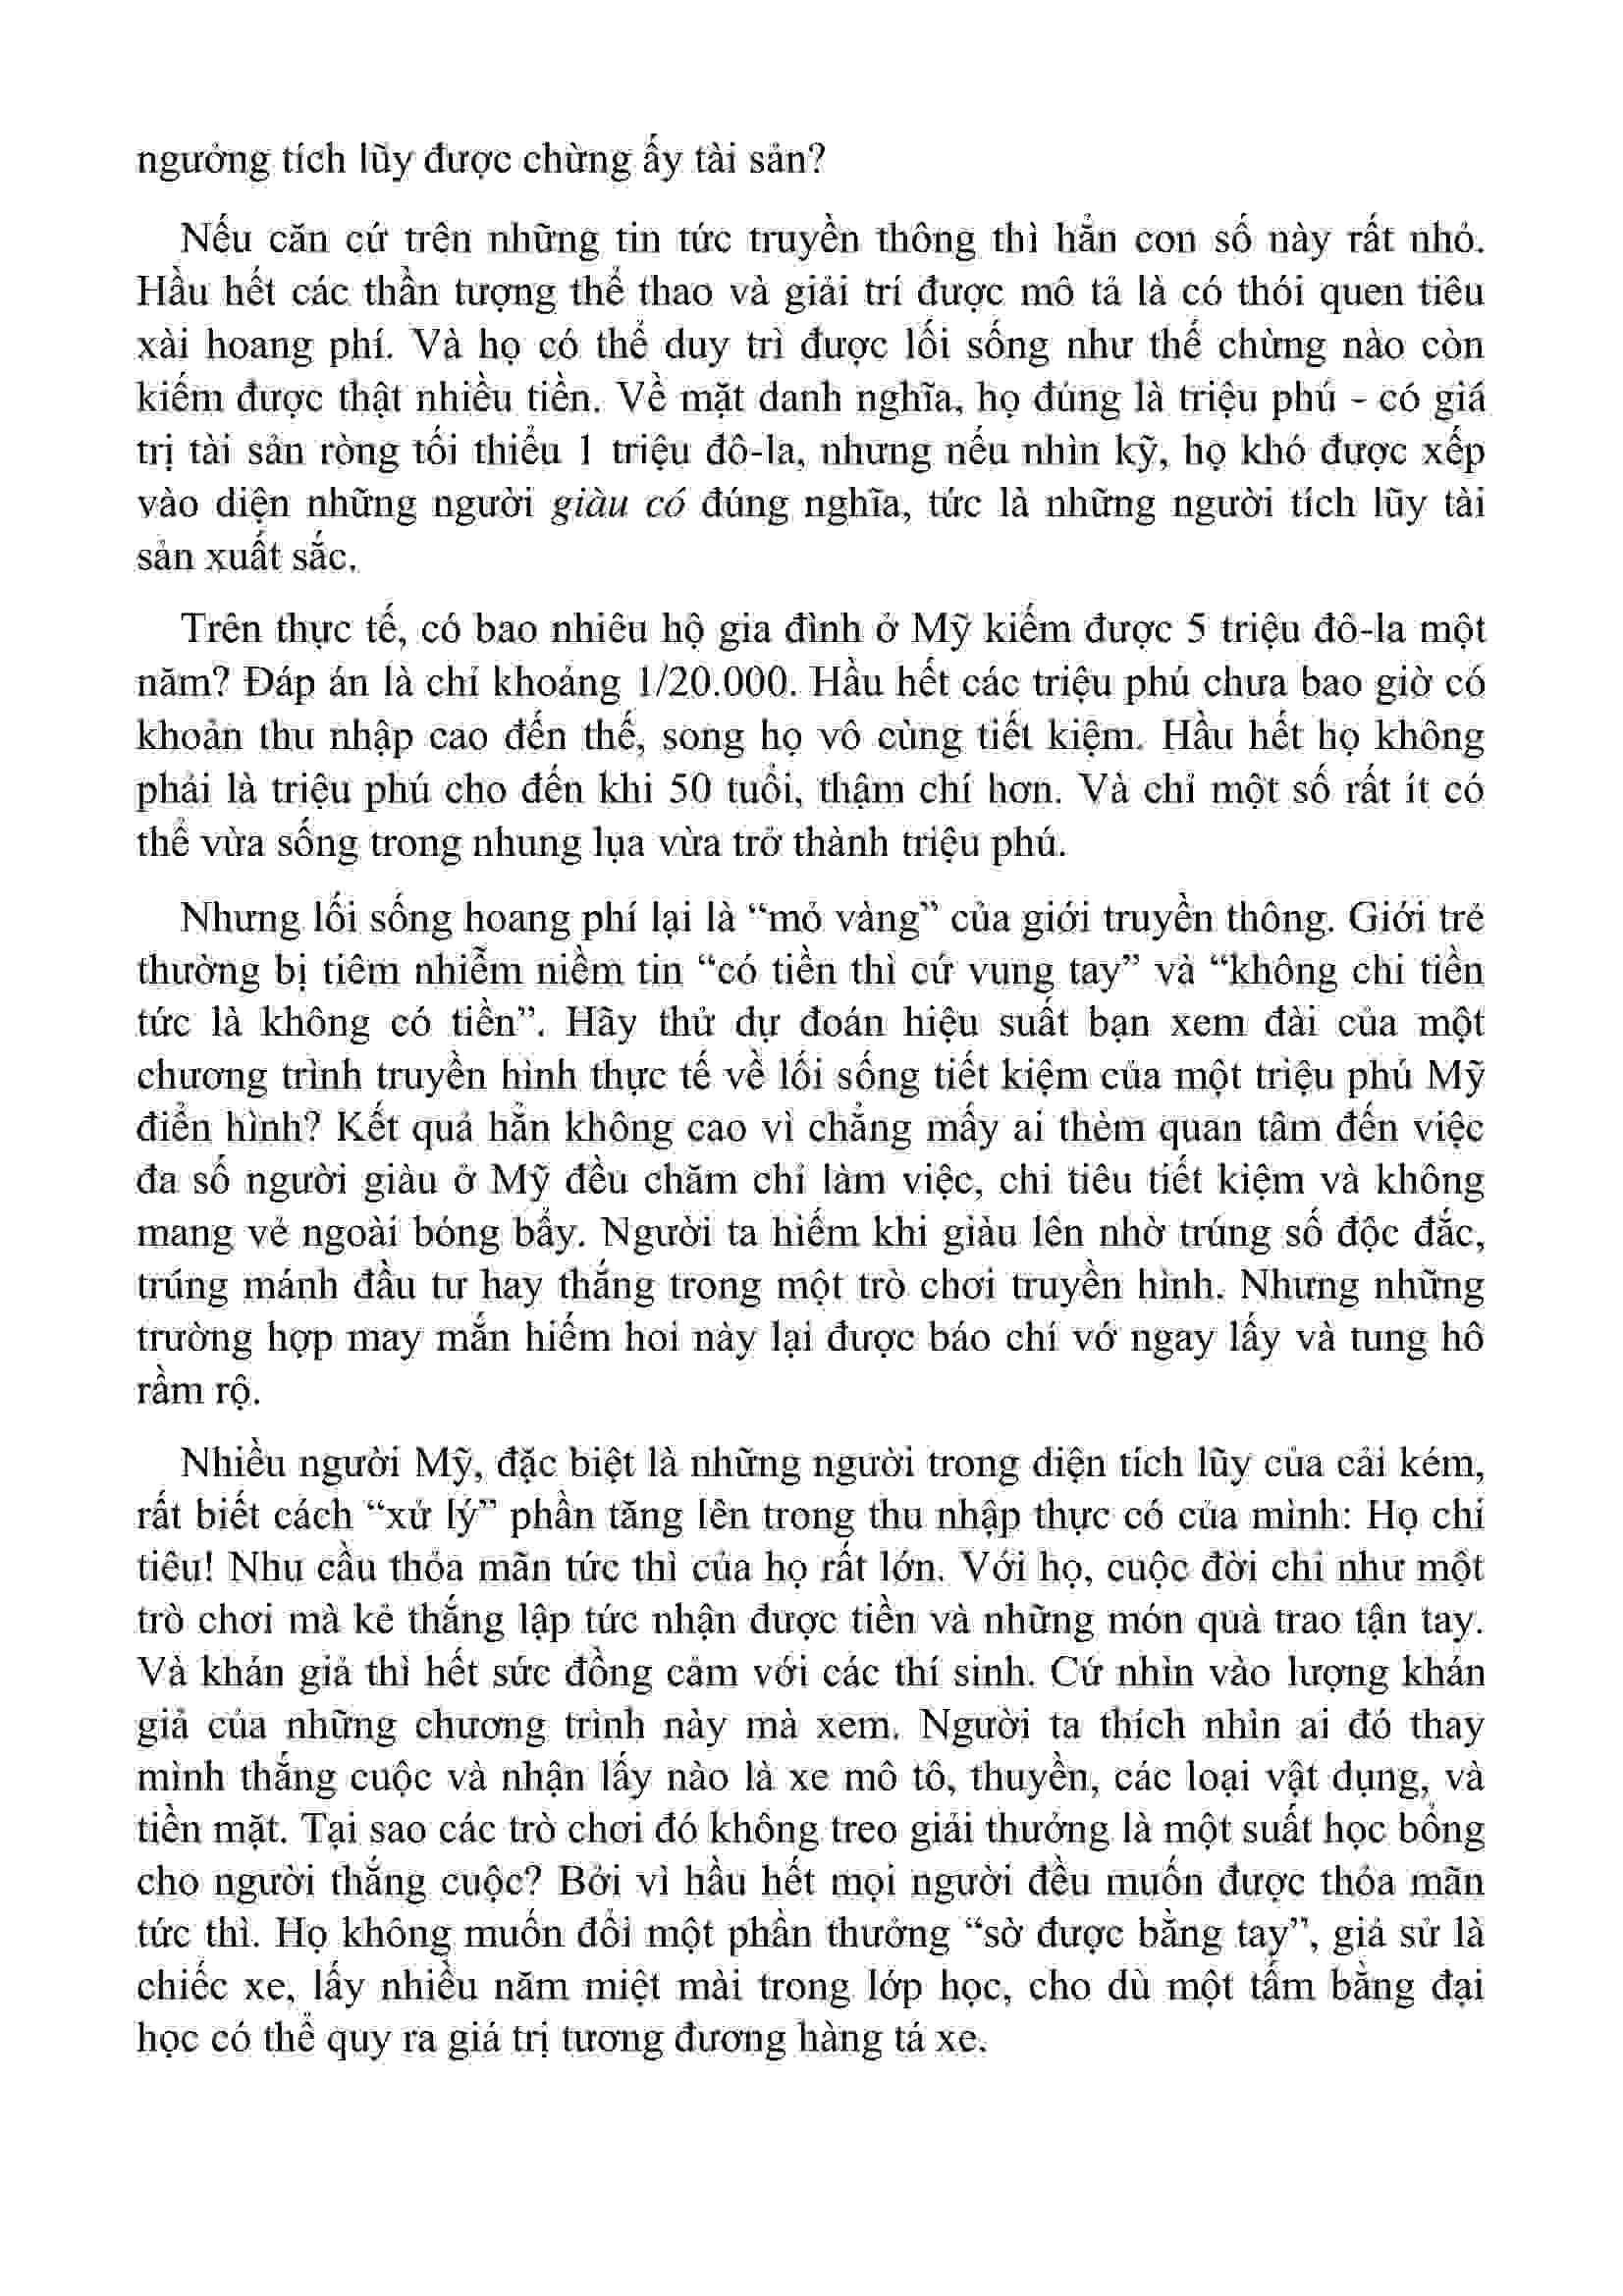 ngưởng tích lũy được chừng ấy tài sản?
Nếu căn cứ trên những tin tức truyền thông thì hẳn con số này rất nhỏ.
Hầu hết các thần tượng thể thao và giải trí được mô tả là có thói quen tiêu
xài hoang phí. Và họ có thể duy trì được lối sống như thế chừng nào còn
kiếm được thật nhiều tiền. Về mặt danh nghĩa, họ đúng là triệu phú - có giá
trị tài sản ròng tối thiểu 1 triệu đô-la, nhưng nếu nhìn kỹ, họ khó được xếp
vào diện những người giàu có đúng nghĩa, tức là những người tích lũy tài
sản xuất sắc.
Trên thực tế, có bao nhiêu hộ gia đình ở Mỹ kiếm được 5 triệu đô-la một
năm? Đáp án là chỉ khoảng 1/20.000. Hầu hết các triệu phú chưa bao giờ có
khoản thu nhập cao đến thế, song họ vô cùng tiết kiệm. Hầu hết họ không
phải là triệu phú cho đến khi 50 tuổi, thậm chí hơn. Và chỉ một số rất ít có
thể vừa sống trong nhung lụa vừa trở thành triệu phú.
Nhưng lối sống hoang phí lại là “mỏ vàng” của giới truyền thông. Giới trẻ
thường bị tiêm nhiễm niềm tin “có tiền thì cứ vung tay” và “không chi tiền
tức là không có tiền”. Hãy thử dự đoán hiệu suất bạn xem đài của một
chương trình truyền hình thực tế về lối sống tiết kiệm của một triệu phú Mỹ
điển hình? Kết quả hẳn không cao vì chẳng mấy ai thèm quan tâm đến việc
đa số người giàu ở Mỹ đều chăm chỉ làm việc, chi tiêu tiết kiệm và không
mang vẻ ngoài bóng bẩy. Người ta hiếm khi giàu lên nhờ trúng số độc đắc,
trúng mánh đầu tư hay thắng trong một trò chơi truyền hình. Nhưng những
trường hợp may mắn hiếm hoi này lại được báo chí vớ ngay lấy và tung hô
rầm rộ.
Nhiều người Mỹ, đặc biệt là những người trong diện tích lũy của cải kém,
rất biết cách “xử lý” phần tăng lên trong thu nhập thực có của mình: Họ chi
tiêu! Nhu cầu thỏa mãn tức thì của họ rất lớn. Với họ, cuộc đời chỉ như một
trò chơi mà kẻ thắng lập tức nhận được tiền và những món quà trao tận tay.
Và khán giả thì hết sức đồng cảm với các thí sinh. Cứ nhìn vào lượng khán
giả của những chương trình này mà xem. Người ta thích nhìn ai đó thay
mình thắng cuộc và nhận lấy nào là xe mô tô, thuyền, các loại vật dụng, và
tiền mặt. Tại sao các trò chơi đó không treo giải thưởng là một suất học bổng
cho người thắng cuộc? Bởi vì hầu hết mọi người đều muốn được thỏa mãn
tức thì. Họ không muốn đổi một phần thưởng “sờ được bằng tay”, giả sử là
chiếc xe, lấy nhiều năm miệt mài trong lớp học, cho dù một tấm bằng đại
học có thể quy ra giá trị tương đương hàng tá xe.